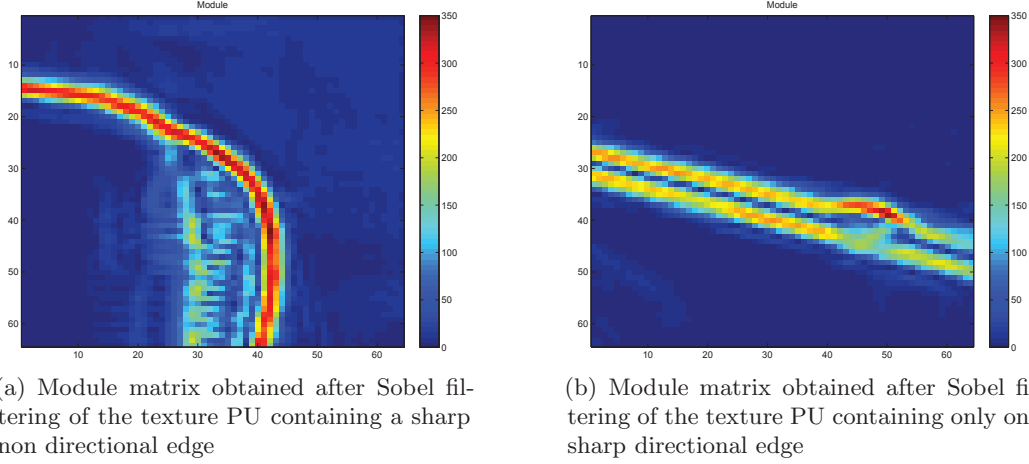 Module
10
20
30
40
50
60
10 20 30 40 50 60
350
300
250
200
150
100
50
0
(a) Module matrix obtained after Sobel fil-
tering of the texture PU containing a sharp
non directional edge
Module
10
20
30
40
50
60
10 20 30 40 50 60
350
300
250
200
150
100
50
0
(b) Module matrix obtained after Sobel fi
tering of the texture PU containing only on
sharp directional edge